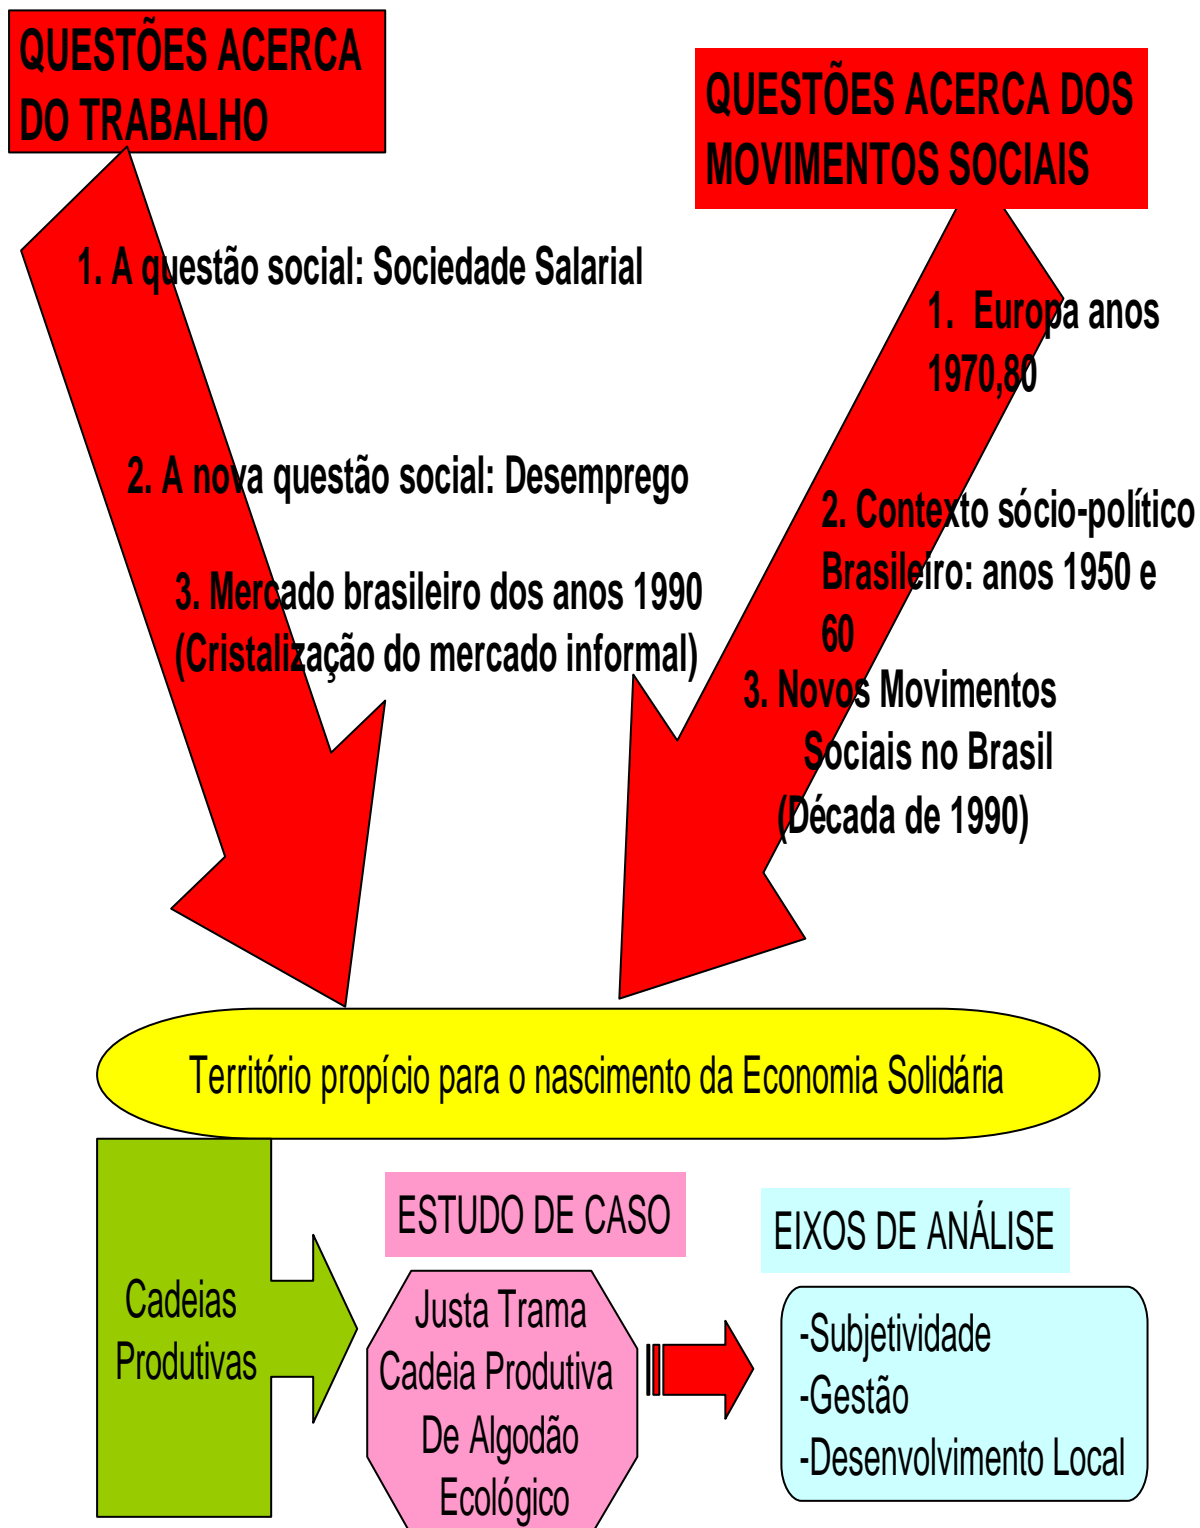 QUESTÕES ACERCA
DO TRABALHO
QUESTÕES ACERCA DOS
MOVIMENTOS SOCIAIS
1. A questão social: Sociedade Salarial
2. A nova questão social: Desemprego
3. Mercado brasileiro dos anos 1990
(Cristalização do mercado informal)
1. Europa anos
1970,80
2. Contexto sócio-político
Brasileiro: anos 1950 e
60
3. Novos Movimentos
Sociais no Brasil
(Década de 1990)
Território propício para o nascimento da Economia Solidária
Cadeias
Produtivas
ESTUDO DE CASO
Justa Trama
Cadeia Produtiva
De Algodão
Ecológico
EIXOS DE ANÁLISE
-Subjetividade
-Gestão
-Desenvolvimento Local